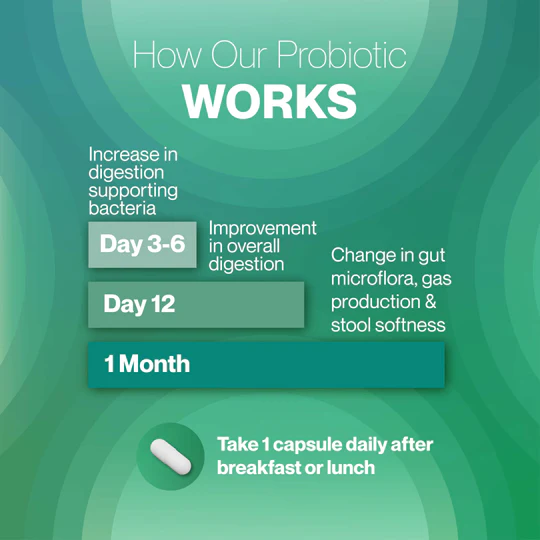 How Our Probiotic
WORKS
Increase in
digestion
supporting
bacteria
Day 3-6
Improvement
in overall
digestion
Day 12
Change in gut
microflora, gas
production &
stool softness
1 Month
Take 1 capsule daily after
breakfast or lunch